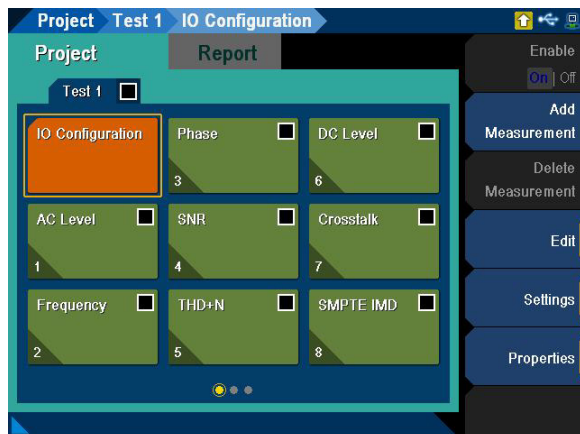 Project Test 1 IO Configuration
Project
Report
Test 1
IO Configuration
Phase
3
DC Level
6
AC Level
1
SNR
4
Crosstalk
7
Frequency
2
THD+N
5
SMPTE IMD
8
Enable
On | Off
Add
Measurement
Delete
Measurement
Edit
Settings
Properties